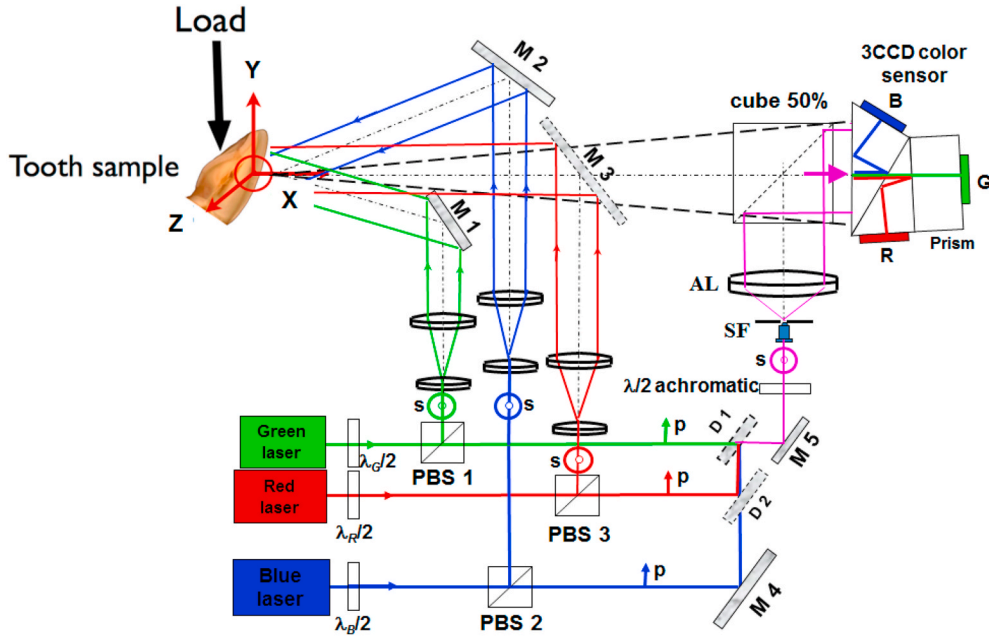 Load
Y
Tooth sample
Z
X
M 1
M 2
M 3
cube 50%
3CCD color
sensor
B
G
R
Prism
AL
SF
s
λ/2 achromatic
s
s
s
Green
laser
λG/2
PBS 1
p
D 1
M 5
Red
laser
λR/2
PBS 3
p
D 2
Blue
laser
λB/2
PBS 2
p
M 4